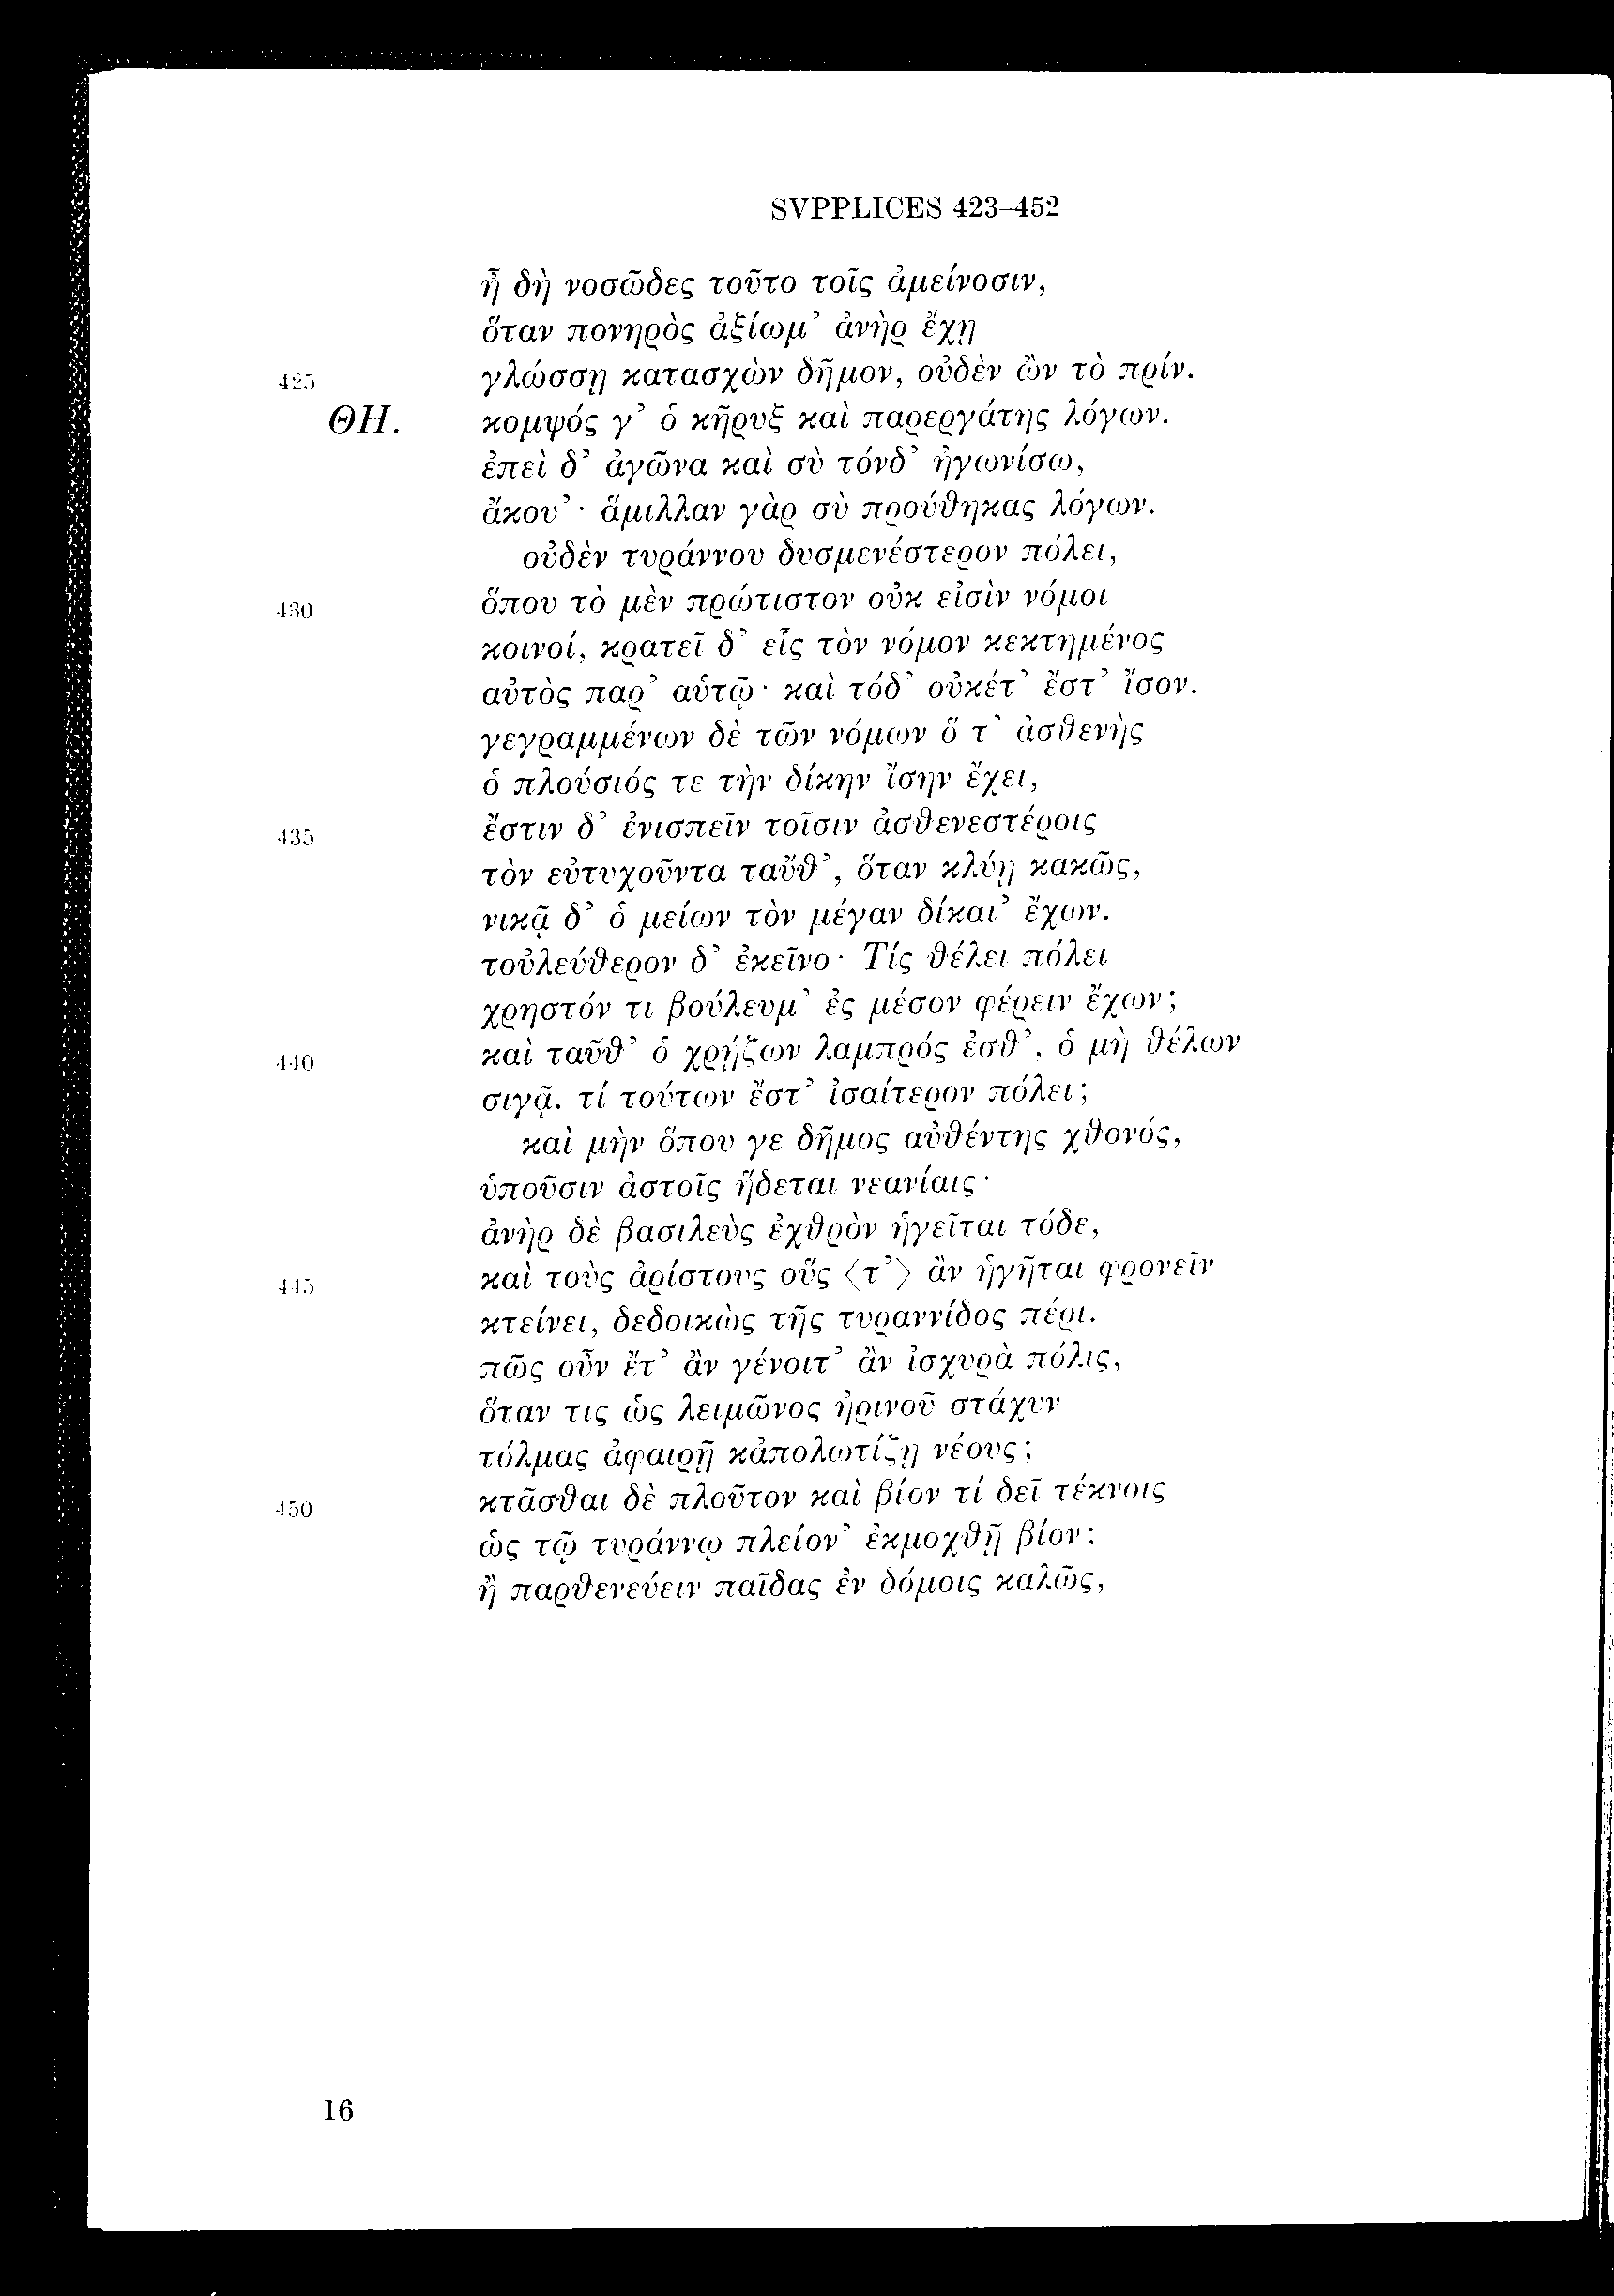 SVPPLICES 423–452
ἦ δὴ νοσῶδες τοῦτο τοῖς ἀμείνοσιν,
ὅταν πονηρὸς ἀξίωμ’ ἀνὴρ ἔχῃ
425 γλώσσῃ κατασχὼν δῆμον, οὐδὲν ὢν τὸ πρίν.
ΘΗ. κομψός γ’ ὁ κῆρυξ καὶ παρεργάτης λόγων.
ἐπεὶ δ’ ἀγῶνα καὶ σὺ τόνδ’ ἠγωνίσω,
ἄκου’· ἅμιλλαν γὰρ σὺ προύθηκας λόγων.
οὐδὲν τυράννου δυσμενέστερον πόλει,
430 ὅπου τὸ μὲν πρώτιστον οὐκ εἰσὶν νόμοι
κοινοί, κρατεῖ δ’ εἷς τὸν νόμον κεκτημένος
αὐτὸς παρ’ αὑτῷ· καὶ τόδ’ οὐκέτ’ ἔστ’ ἴσον.
γεγραμμένων δὲ τῶν νόμων ὅ τ’ ἀσθενὴς
ὁ πλούσιός τε τὴν δίκην ἴσην ἔχει,
435 ἔστιν δ’ ἐνισπεῖν τοῖσιν ἀσθενεστέροις
τὸν εὐτυχοῦντα ταὔθ’, ὅταν κλύῃ κακῶς,
νικᾷ δ’ ὁ μείων τὸν μέγαν δίκαι’ ἔχων.
τοὐλεύθερον δ’ ἐκεῖνο· Τίς θέλει πόλει
χρηστόν τι βούλευμ’ ἐς μέσον φέρειν ἔχων;
440 καὶ ταῦθ’ ὁ χρῄζων λαμπρός ἐσθ’, ὁ μὴ θέλων
σιγᾷ. τί τούτων ἔστ’ ἰσαίτερον πόλει;
καὶ μὴν ὅπου γε δῆμος αὐθέντης χθονός,
ὑποῦσιν ἀστοῖς ἥδεται νεανίαις·
ἀνὴρ δὲ βασιλεὺς ἐχθρὸν ἡγεῖται τόδε,
445 καὶ τοὺς ἀρίστους οὕς ⟨τ’⟩ ἂν ἡγῆται φρονεῖν
κτείνει, δεδοικὼς τῆς τυραννίδος πέρι.
πῶς οὖν ἔτ’ ἂν γένοιτ’ ἂν ἰσχυρὰ πόλις,
ὅταν τις ὡς λειμῶνος ἠρινοῦ στάχυν
τόλμας ἀφαιρῇ κἀπολωτίζῃ νέους;
450 κτᾶσθαι δὲ πλοῦτον καὶ βίον τί δεῖ τέκνοις
ὡς τῷ τυράννῳ πλείον’ ἐκμοχθῇ βίον;
ἢ παρθενεύειν παῖδας ἐν δόμοις καλῶς,
16